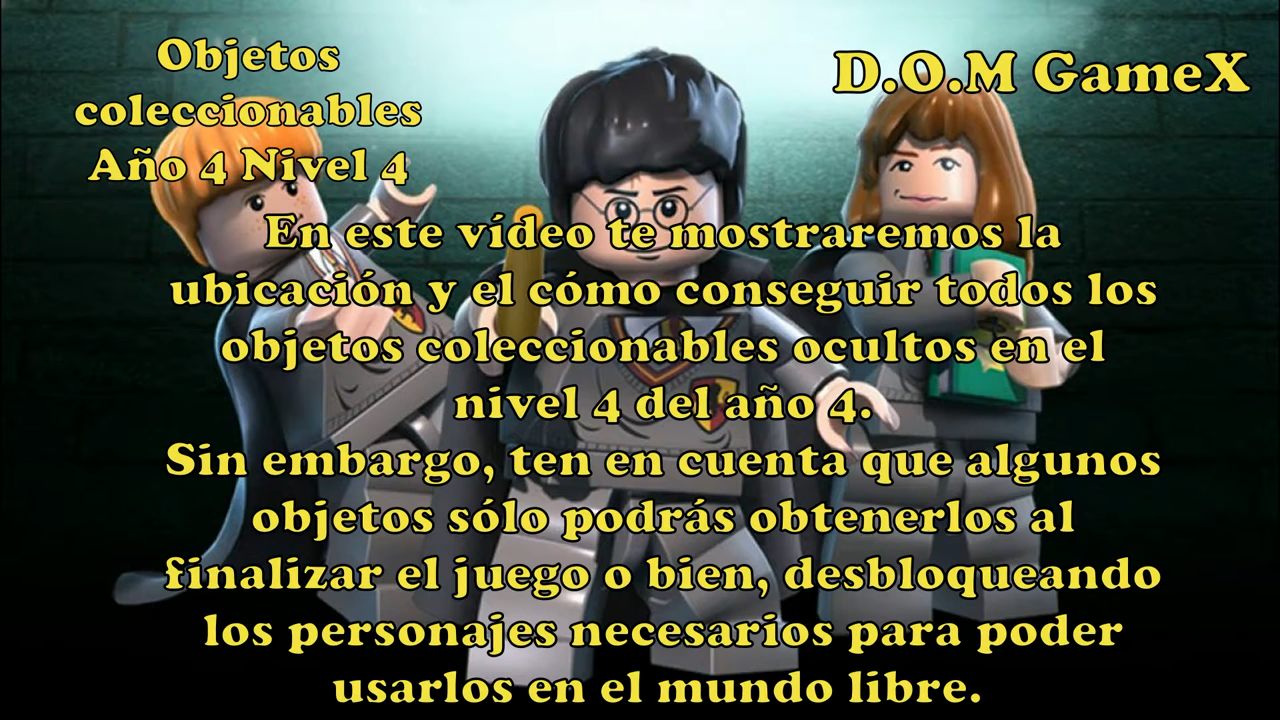 Objetos
coleccionables
Año 4 Nivel 4
D.O.M GameX
En este vídeo te mostraremos la
ubicación y el cómo conseguir todos los
objetos coleccionables ocultos en el
nivel 4 del año 4.
Sin embargo, ten en cuenta que algunos
objetos sólo podrás obtenerlos al
finalizar el juego o bien, desbloqueando
los personajes necesarios para poder
usarlos en el mundo libre.